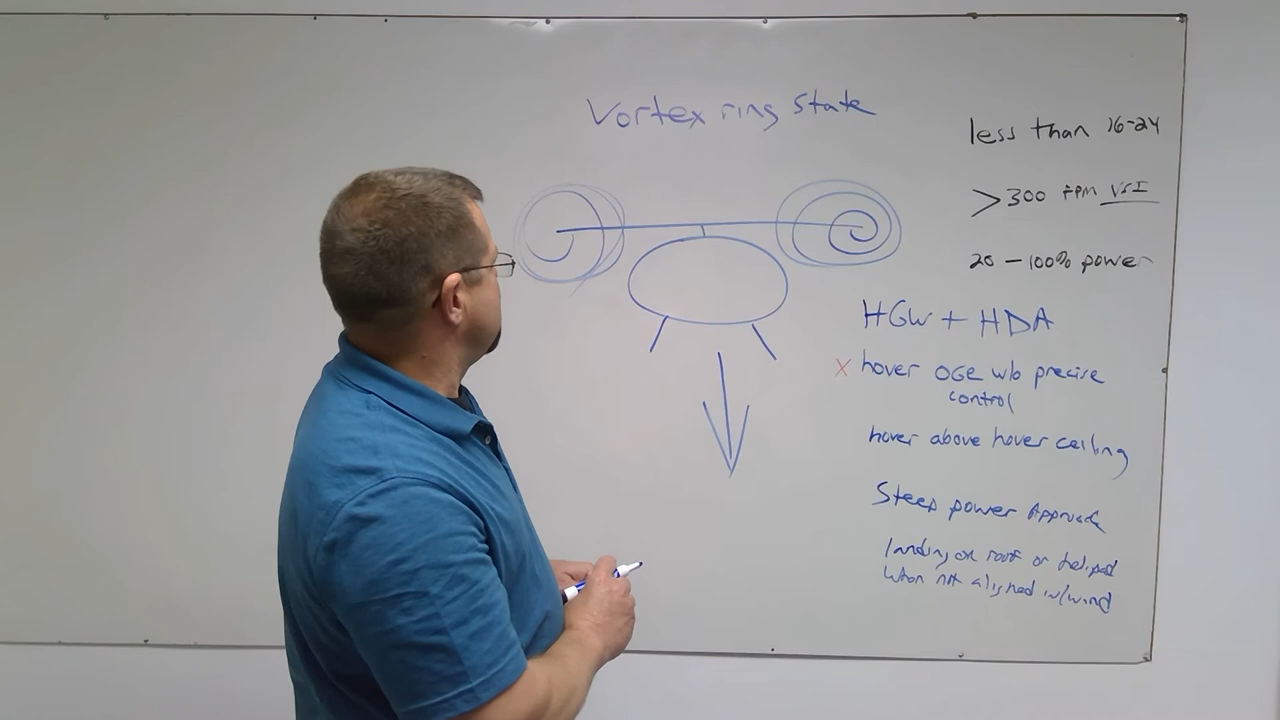 Vortex ring state
less than 16-24
>300 FPM VSI
20 - 100% power
HGW + HDA
x hover OGE w/o precise
control
hover above hover ceiling
Steep power Approach
landing on roof or helipad
when not aligned w/wind